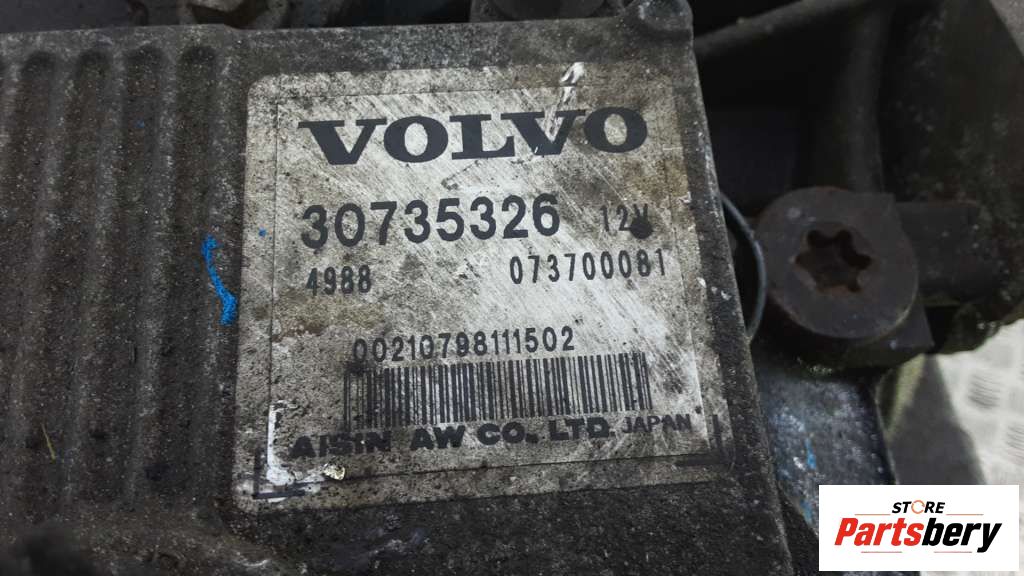 VOLVO
30735326 12V
4988 073700081
00210798111502
AISIN AW CO., LTD. JAPAN
STORE
Partsbery